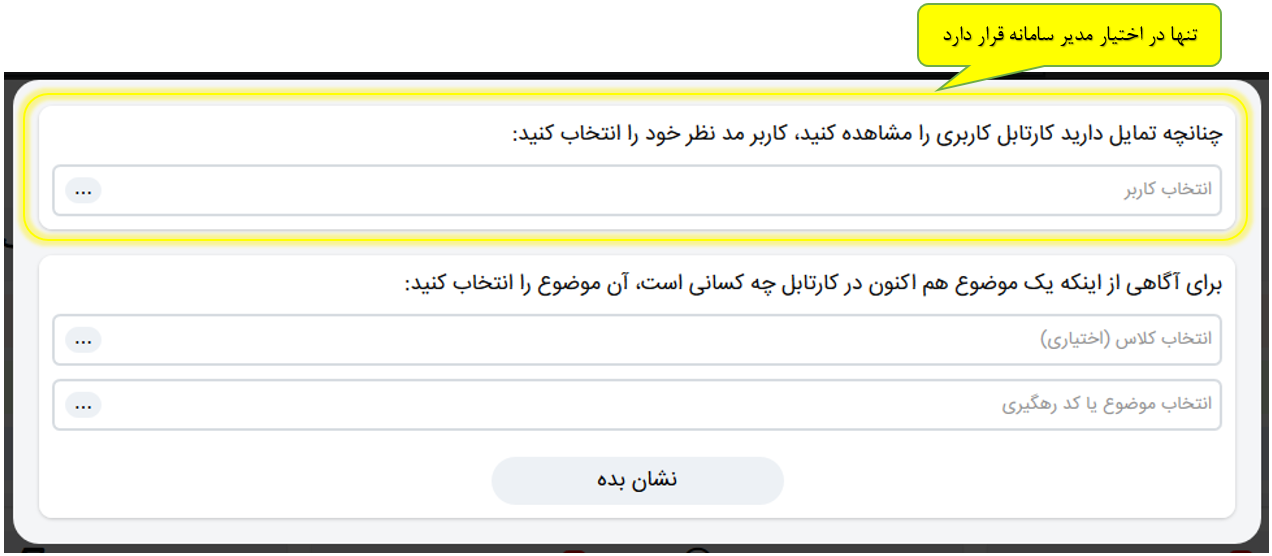 تنها در اختیار مدیر سامانه قرار دارد
چنانچه تمایل دارید کارتابل کاربری را مشاهده کنید، کاربر مد نظر خود را انتخاب کنید:
انتخاب کاربر
...
برای آگاهی از اینکه یک موضوع هم اکنون در کارتابل چه کسانی است، آن موضوع را انتخاب کنید:
انتخاب کلاس (اختیاری)
...
انتخاب موضوع یا کد رهگیری
...
نشان بده